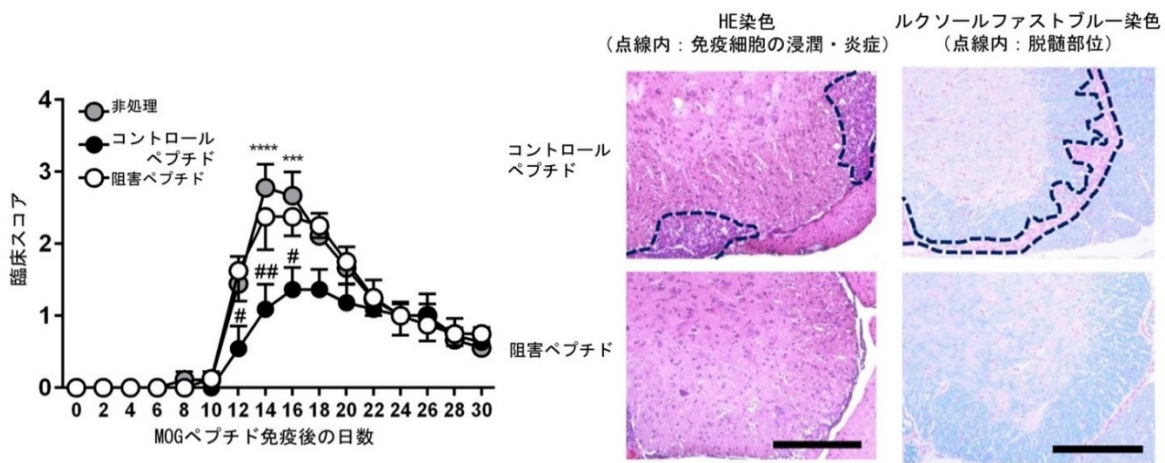 4
3
2
1
0
臨床スコア
非処理
コントロール
ペプチド
阻害ペプチド
****
***
##
#
#
0 2 4 6 8 10 12 14 16 18 20 22 24 26 28 30
MOGペプチド免疫後の日数
HE染色
(点線内：免疫細胞の浸潤・炎症)
ルクソールファストブルー染色
(点線内：脱髄部位)
コントロール
ペプチド
阻害ペプチド